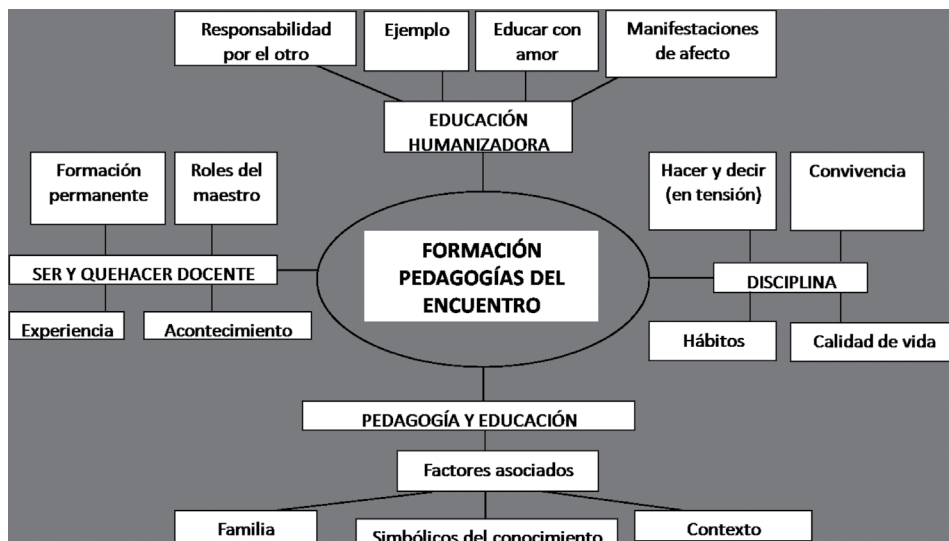 Responsabilidad
por el otro
Ejemplo
Educar con
amor
Manifestaciones
de afecto
EDUCACIÓN
HUMANIZADORA
Formación
permanente
Roles del
maestro
SER Y QUEHACER DOCENTE
Experiencia
Acontecimiento
FORMACIÓN
PEDAGOGÍAS DEL
ENCUENTRO
Hacer y decir
(en tensión)
Convivencia
DISCIPLINA
Hábitos
Calidad de vida
PEDAGOGÍA Y EDUCACIÓN
Factores asociados
Familia
Simbólicos del conocimiento
Contexto